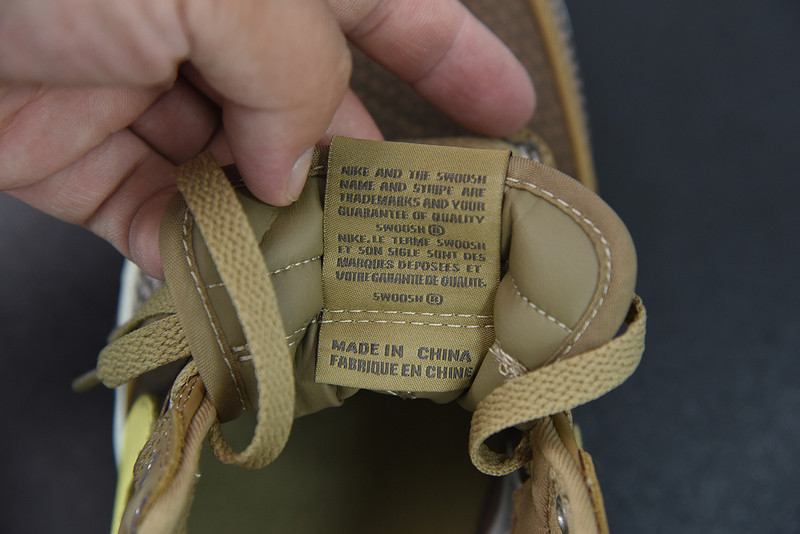 NIKE AND THE SWOOSH
NAME AND STRIPE ARE
TRADEMARKS AND YOUR
GUARANTEE OF QUALITY
SWOOSH ®
NIKE.LE TERME SWOOSH
ET SON SIGLE SUNT DES
MARQUES DEPOSEES ET
VOTRE GARANTIE DE QUALITE.
SWOOSH ®
MADE IN CHINA
FABRIQUE EN CHINE